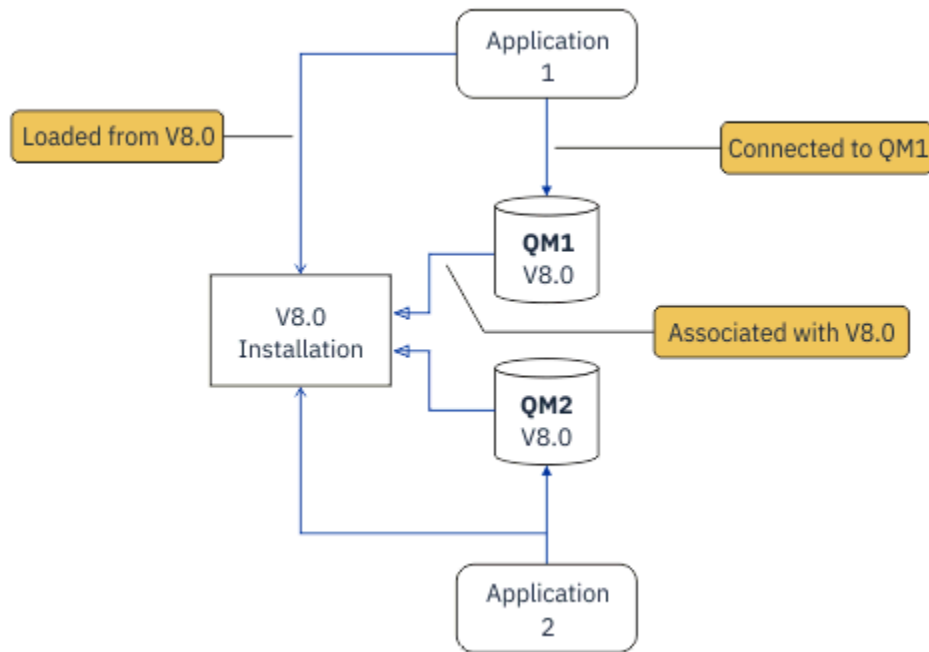 Application
1
Loaded from V8.0
Connected to QM1
QM1
V8.0
V8.0
Installation
Associated with V8.0
QM2
V8.0
Application
2